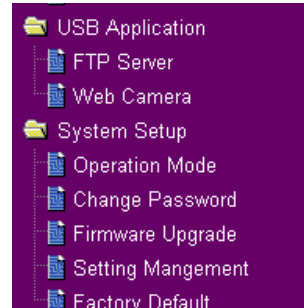 USB Application
FTP Server
Web Camera
System Setup
Operation Mode
Change Password
Firmware Upgrade
Setting Mangement
Factory Default